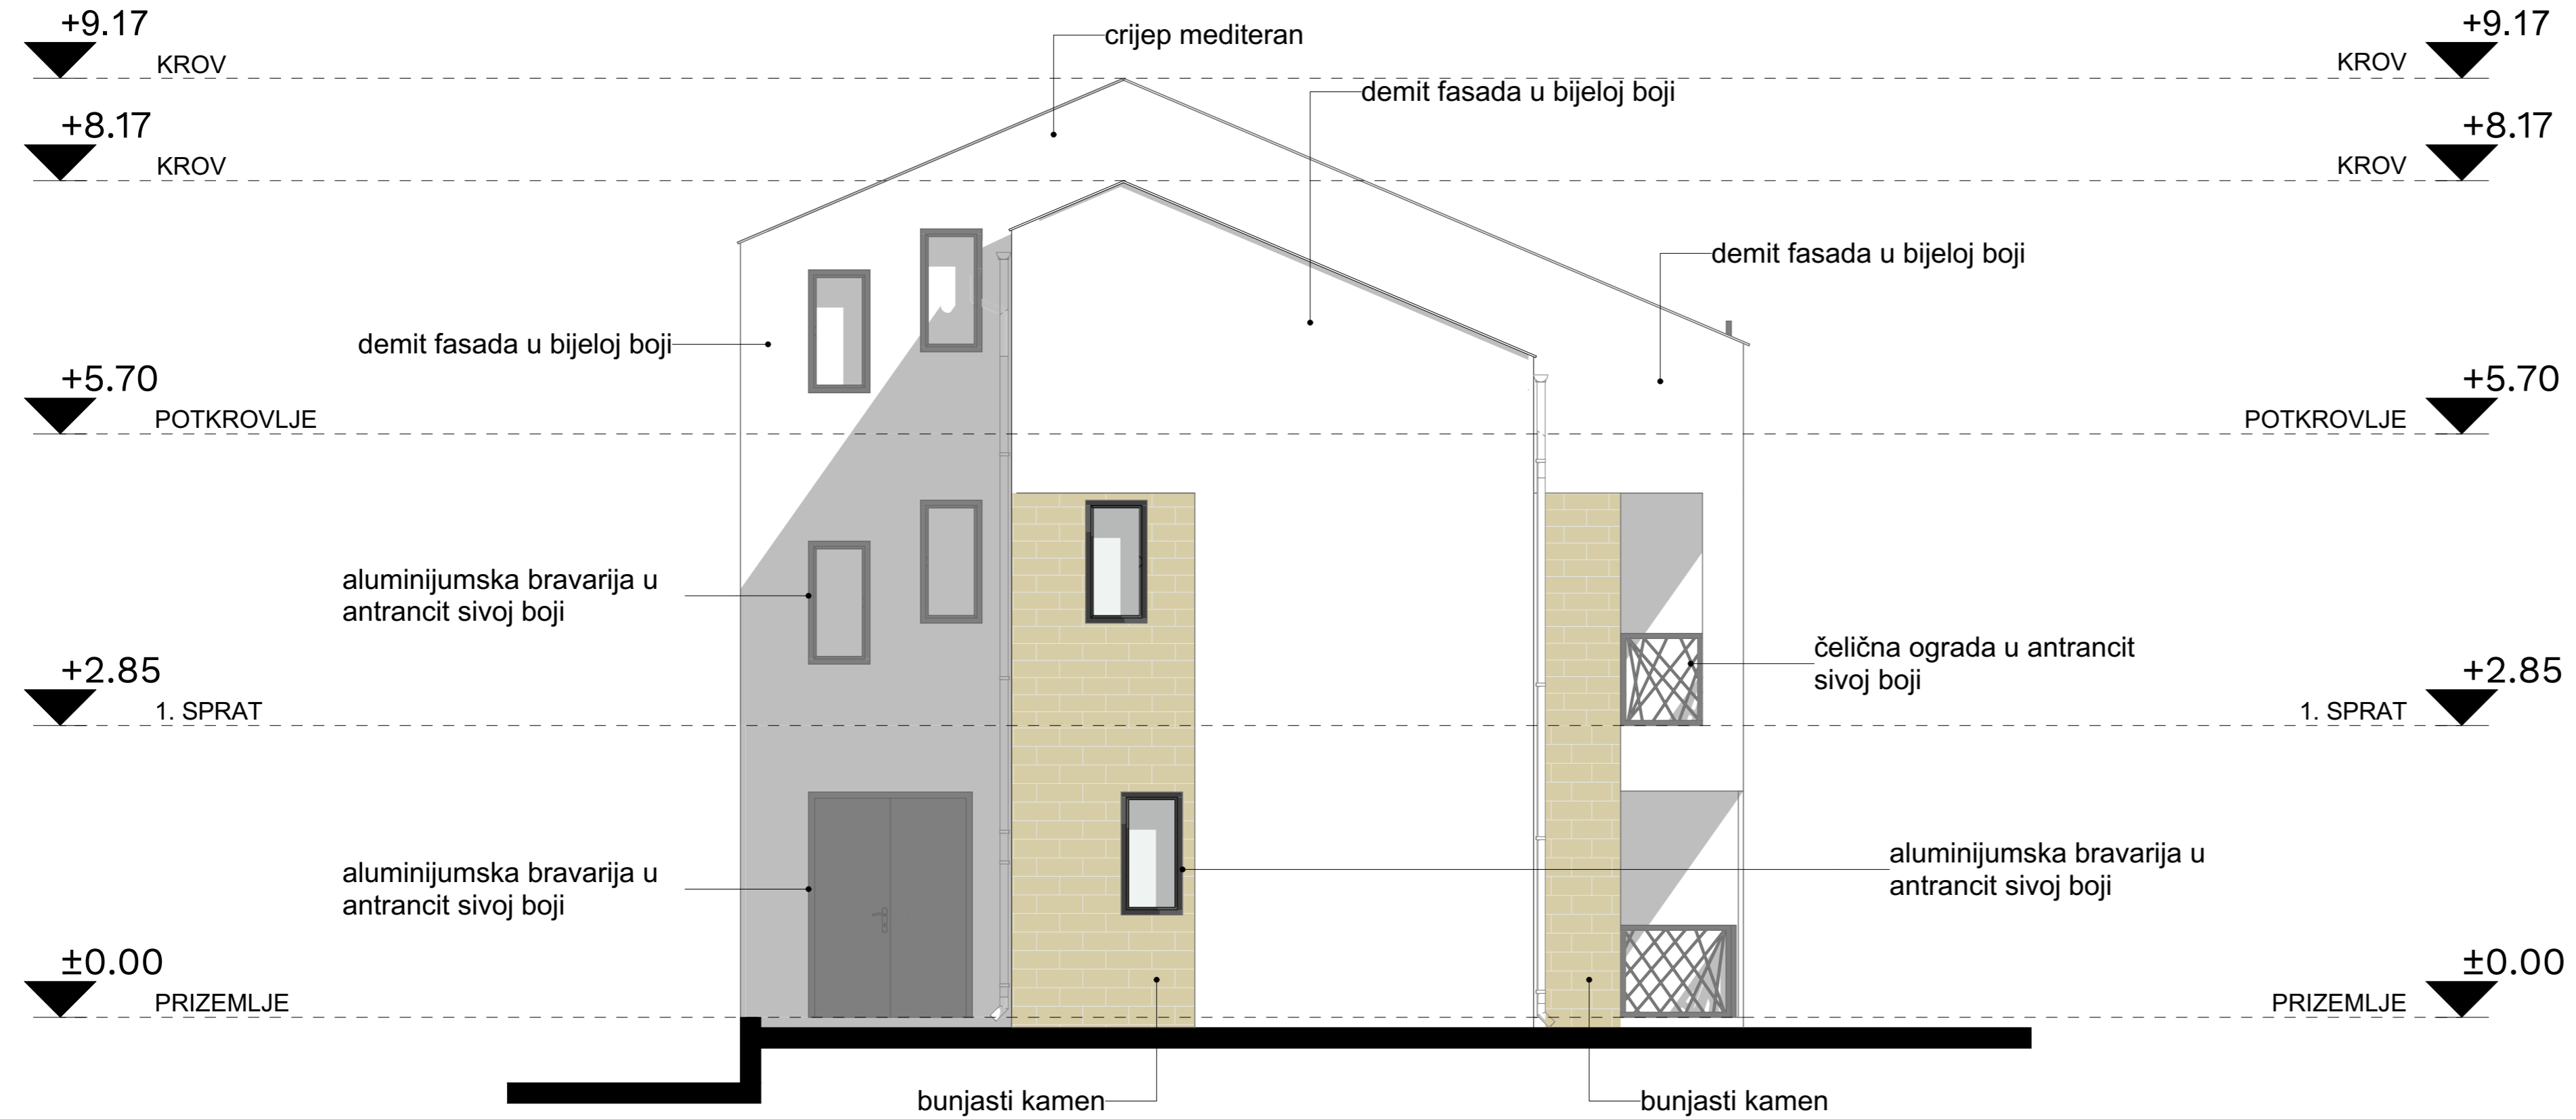 +9.17
KROV
crijep mediteran
+9.17
KROV
demit fasada u bijeloj boji
+8.17
KROV
+8.17
KROV
demit fasada u bijeloj boji
demit fasada u bijeloj boji
+5.70
POTKROVLJE
+5.70
POTKROVLJE
aluminijumska bravarija u
antrancit sivoj boji
čelična ograda u antrancit
sivoj boji
+2.85
1. SPRAT
+2.85
1. SPRAT
aluminijumska bravarija u
antrancit sivoj boji
aluminijumska bravarija u
antrancit sivoj boji
±0.00
PRIZEMLJE
±0.00
PRIZEMLJE
bunjasti kamen
bunjasti kamen